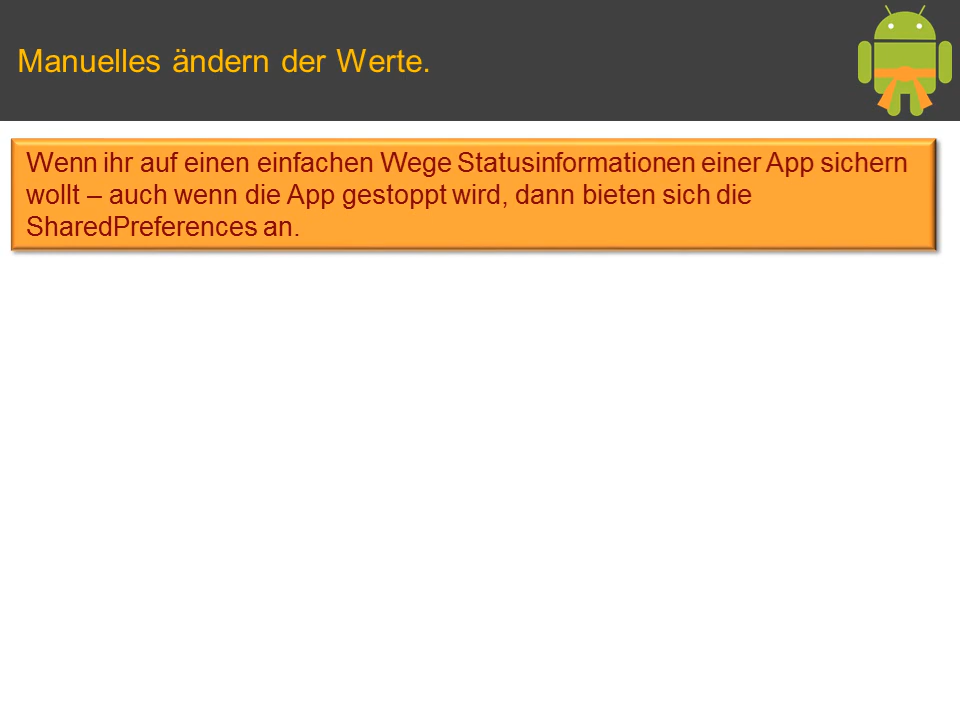 Manuelles ändern der Werte.
Wenn ihr auf einen einfachen Wege Statusinformationen einer App sichern
wollt – auch wenn die App gestoppt wird, dann bieten sich die
SharedPreferences an.